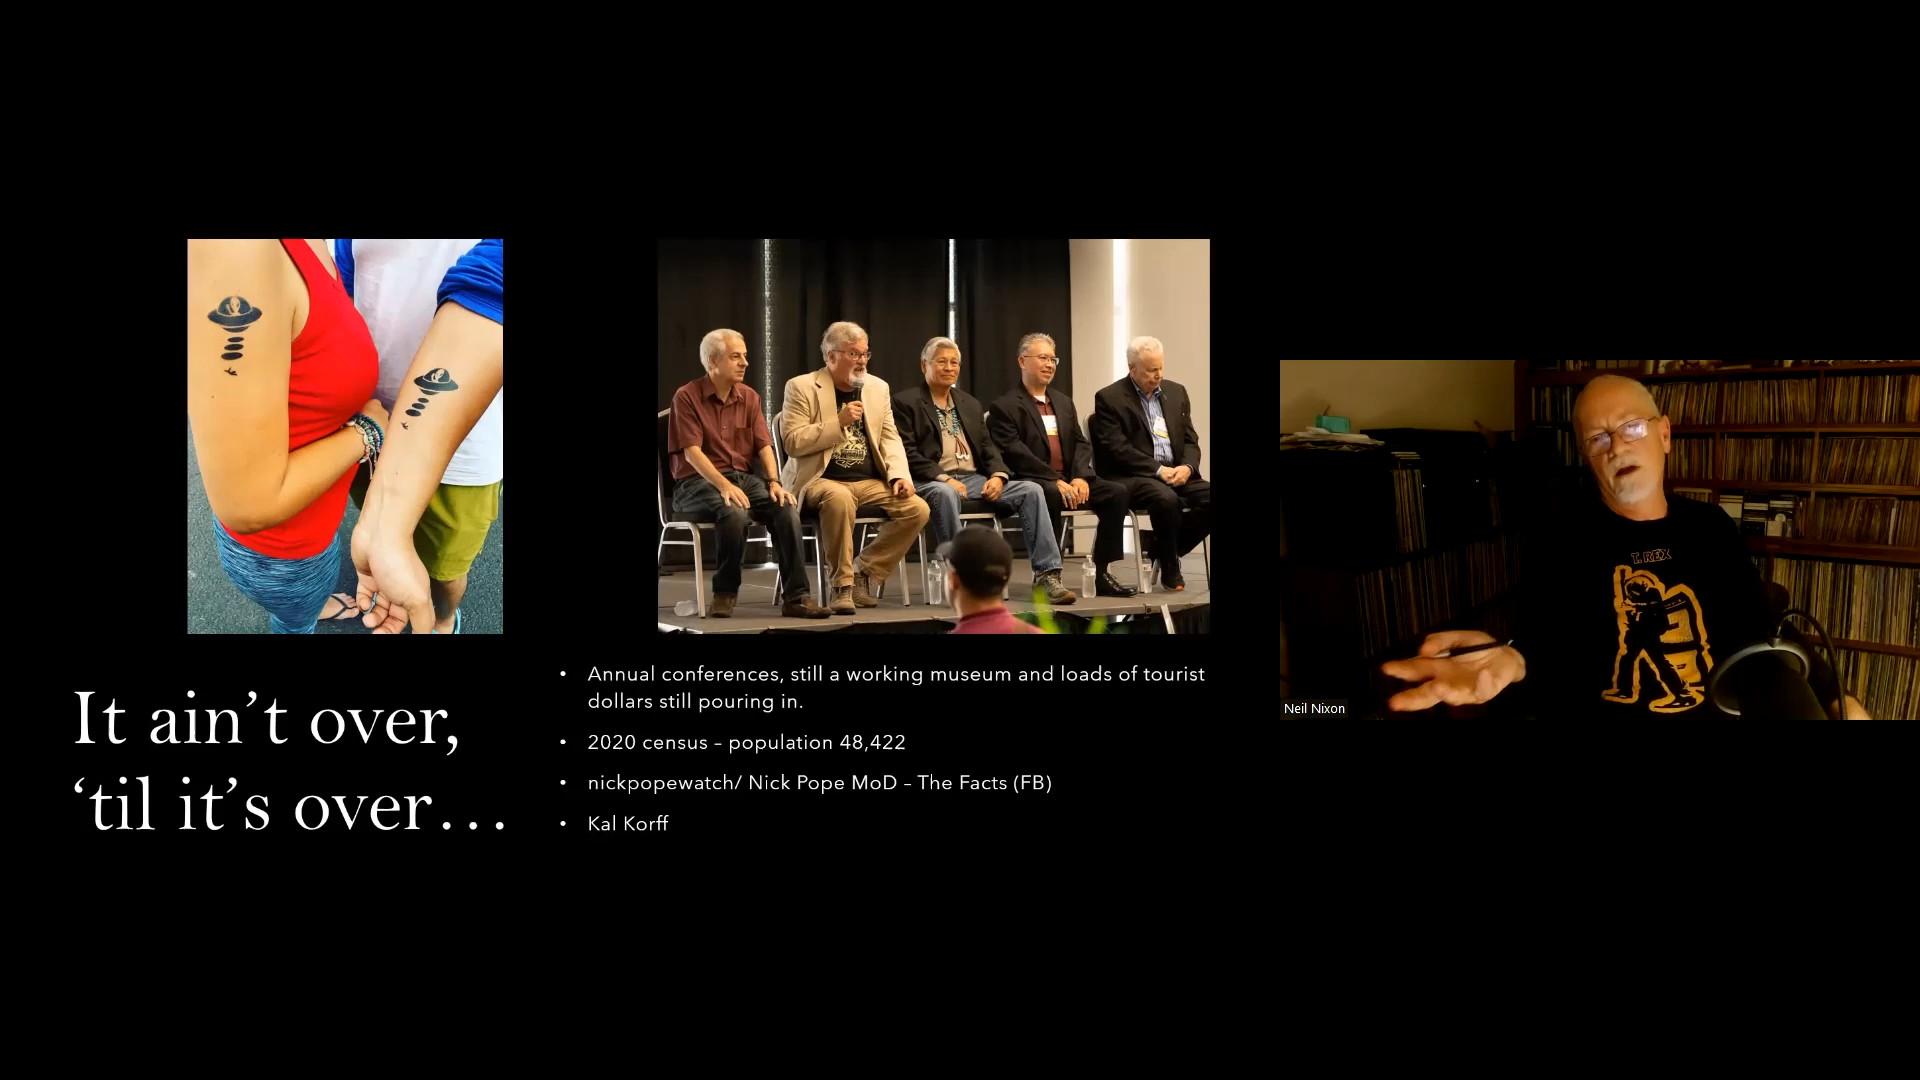 It ain’t over,
‘til it’s over…
• Annual conferences, still a working museum and loads of tourist
dollars still pouring in.
• 2020 census – population 48,422
• nickpopewatch/ Nick Pope MoD – The Facts (FB)
• Kal Korff
T. REX
Neil Nixon